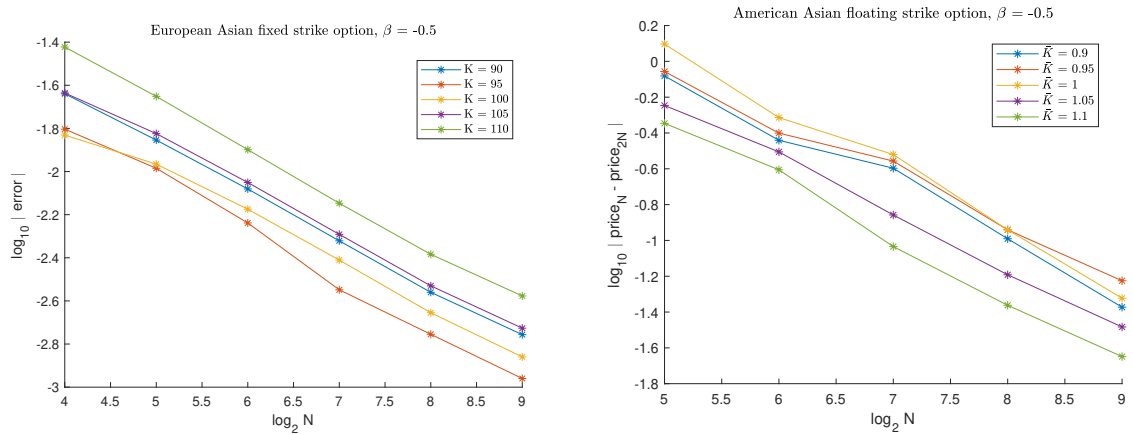 European Asian fixed strike option, β = -0.5
-1.4
-1.6
-1.8
-2
-2.2
-2.4
-2.6
-2.8
-3
log₁₀ | error |
K = 90
K = 95
K = 100
K = 105
K = 110
4 4.5 5 5.5 6 6.5 7 7.5 8 8.5 9
log₂ N
American Asian floating strike option, β = -0.5
0.2
0
-0.2
-0.4
-0.6
-0.8
-1
-1.2
-1.4
-1.6
-1.8
log₁₀ | price_N - price_2N |
K̄ = 0.9
K̄ = 0.95
K̄ = 1
K̄ = 1.05
K̄ = 1.1
5 5.5 6 6.5 7 7.5 8 8.5 9
log₂ N